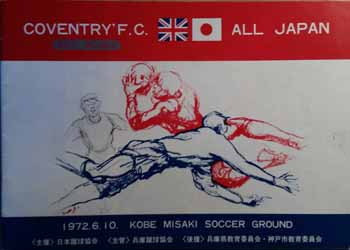 COVENTRY'F.C. ALL JAPAN
1972.6.10. KOBE MISAKI SOCCER GROUND
〈主催〉日本蹴球協会 〈主管〉兵庫蹴球協会 〈後援〉兵庫県教育委員会・神戸市教育委員会